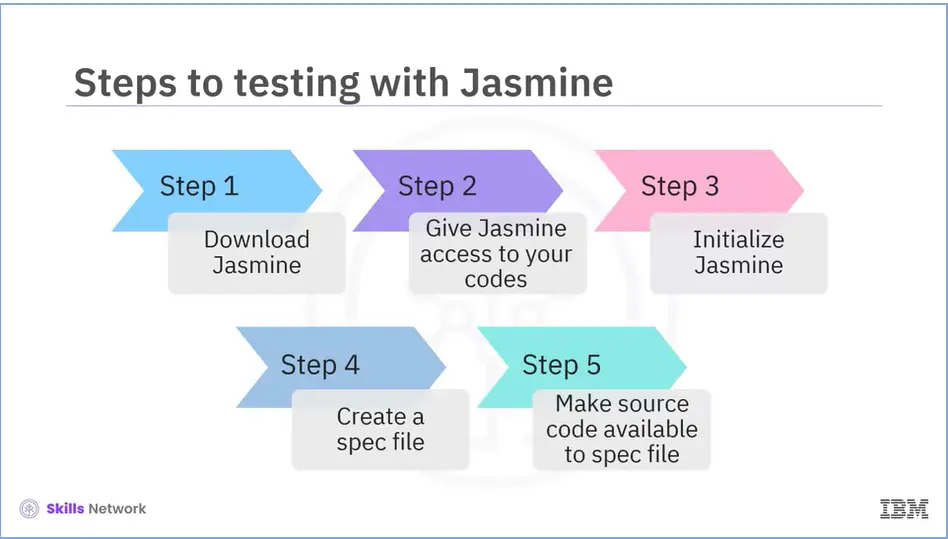 Steps to testing with Jasmine
Step 1
Download
Jasmine
Step 2
Give Jasmine
access to your
codes
Step 3
Initialize
Jasmine
Step 4
Create a
spec file
Step 5
Make source
code available
to spec file
Skills Network
IBM